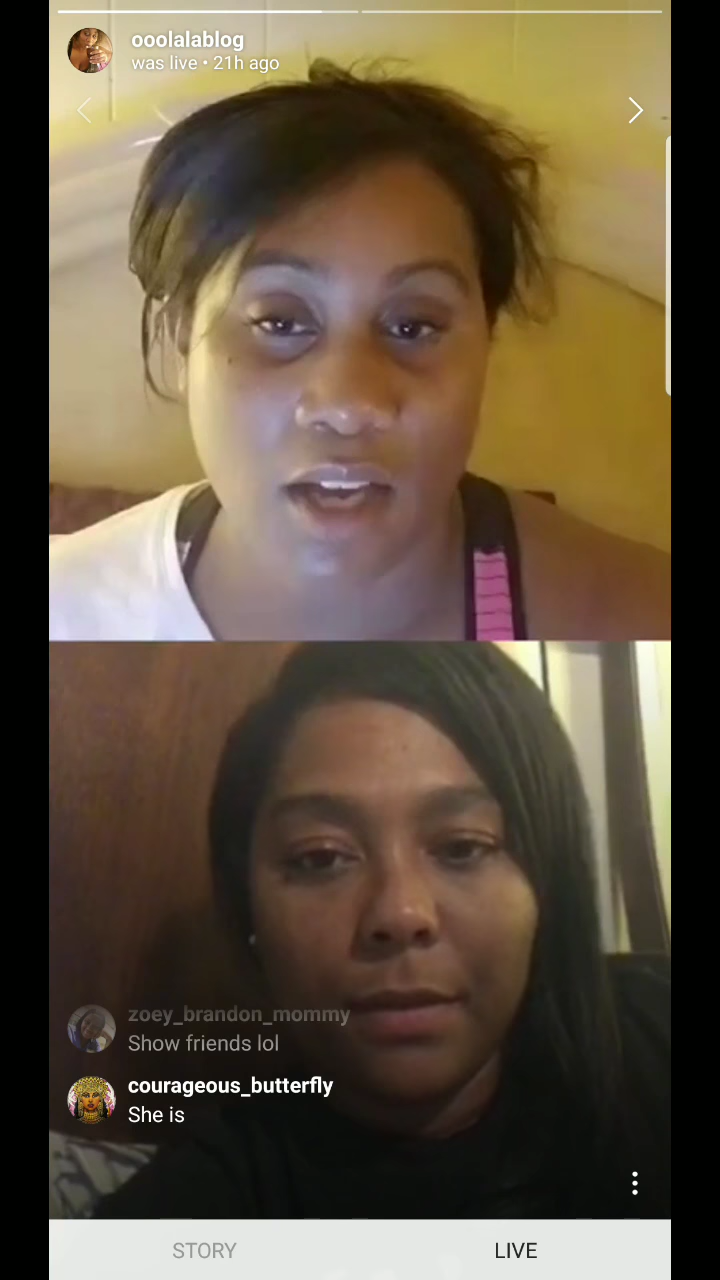 ooolalablog
was live • 21h ago
zoey_brandon_mommy
Show friends lol
courageous_butterfly
She is
STORY
LIVE